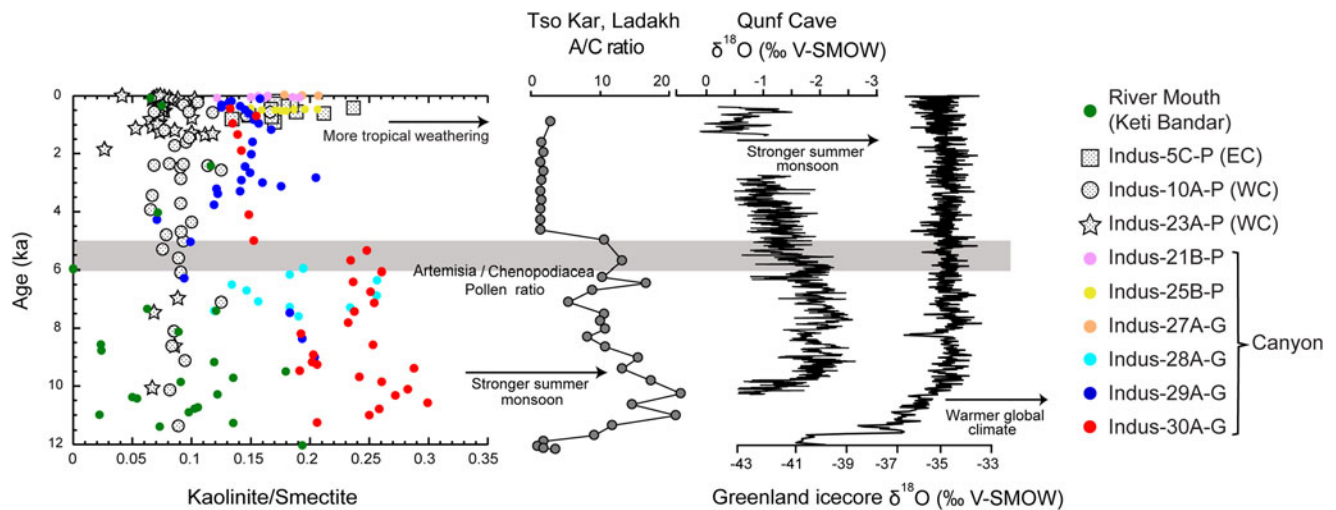 Tso Kar, Ladakh
A/C ratio
Qunf Cave
δ18O (‰ V-SMOW)
0 10 20
0 -1 -2 -3
0
2
4
6
8
10
12
Age (ka)
More tropical weathering
Stronger summer
monsoon
Artemisia / Chenopodiacea
Pollen ratio
Stronger summer
monsoon
Warmer global
climate
0 0.05 0.1 0.15 0.2 0.25 0.3 0.35
Kaolinite/Smectite
-43 -41 -39 -37 -35 -33
Greenland icecore δ18O (‰ V-SMOW)
River Mouth
(Keti Bandar)
Indus-5C-P (EC)
Indus-10A-P (WC)
Indus-23A-P (WC)
Indus-21B-P
Indus-25B-P
Indus-27A-G
Indus-28A-G
Indus-29A-G
Indus-30A-G
Canyon